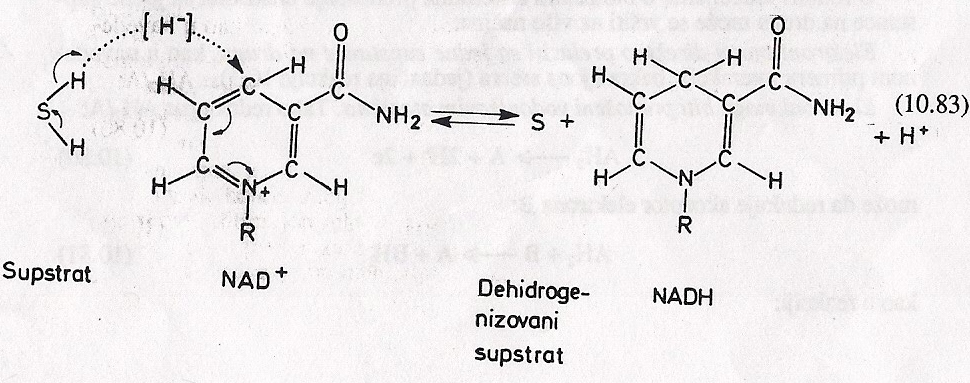 [H⁻]
H
S
H
H
H
O
NH₂
H
N⁺
H
R
Supstrat
NAD⁺
S +
H
H
H
O
NH₂
H
N
H
R
(10.83)
+ H⁺
Dehidroge-
nizovani
supstrat
NADH